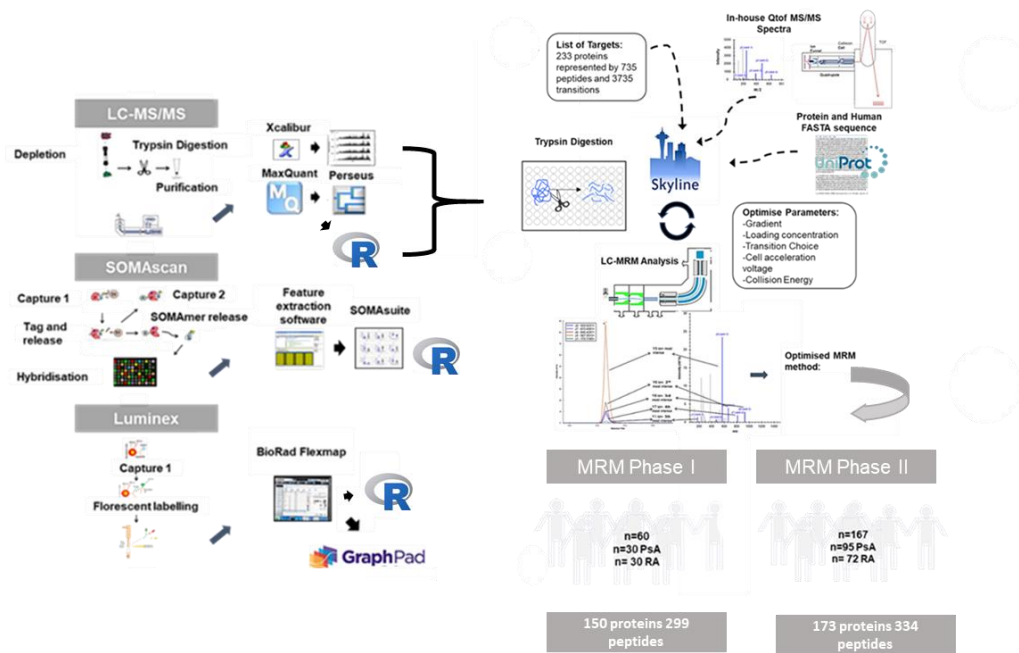 LC-MS/MS
Depletion
Trypsin Digestion
Purification
Xcalibur
MaxQuant
Perseus
MQ
R
SOMAscan
Capture 1
Capture 2
SOMAmer release
Tag and
release
Hybridisation
Feature
extraction
software
SOMAsuite
R
Luminex
Capture 1
Florescent labelling
BioRad Flexmap
R
GraphPad
List of Targets:
233 proteins
represented by 735
peptides and 3735
transitions
In-house Qtof MS/MS
Spectra
Protein and Human
FASTA sequence
UniProt
Trypsin Digestion
Skyline
Optimise Parameters:
-Gradient
-Loading concentration
-Transition Choice
-Cell acceleration
voltage
-Collision Energy
LC-MRM Analysis
Optimised MRM
method:
MRM Phase I
MRM Phase II
n=60
n=30 PsA
n= 30 RA
n=167
n=95 PsA
n= 72 RA
150 proteins 299
peptides
173 proteins 334
peptides